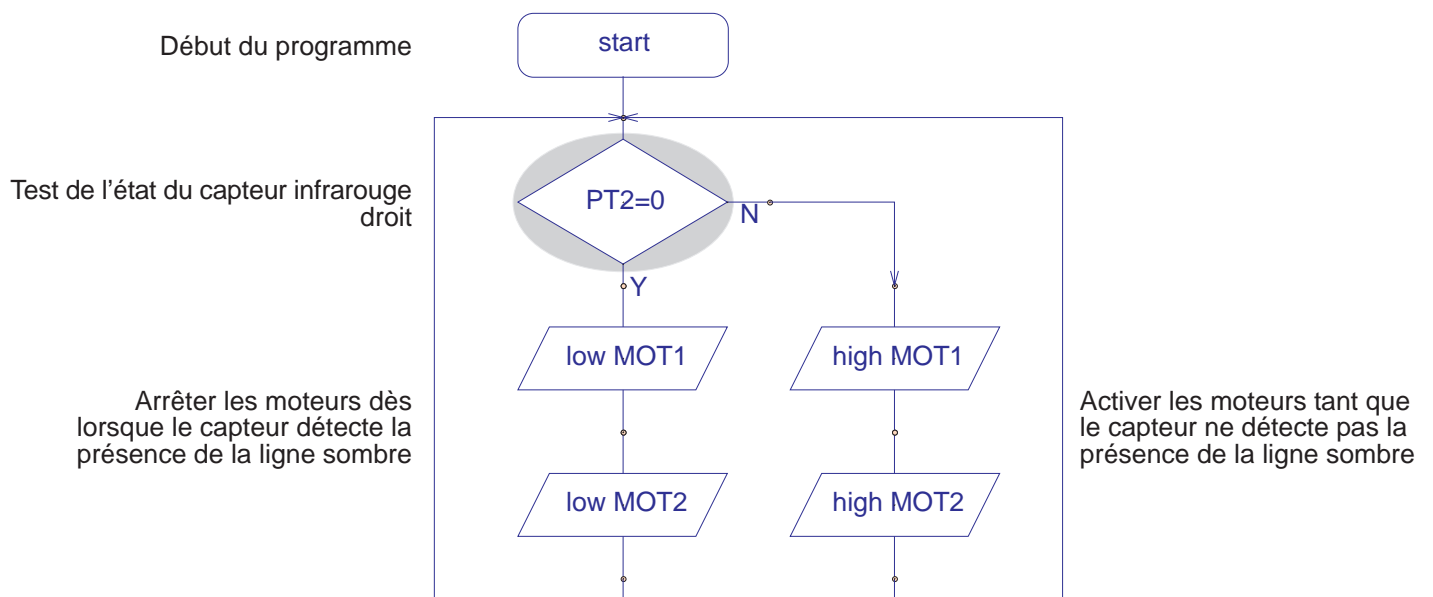 Début du programme
start
Test de l'état du capteur infrarouge
droit
PT2=0
N
Y
low MOT1
high MOT1
Arrêter les moteurs dès
lorsque le capteur détecte la
présence de la ligne sombre
Activer les moteurs tant que
le capteur ne détecte pas la
présence de la ligne sombre
low MOT2
high MOT2